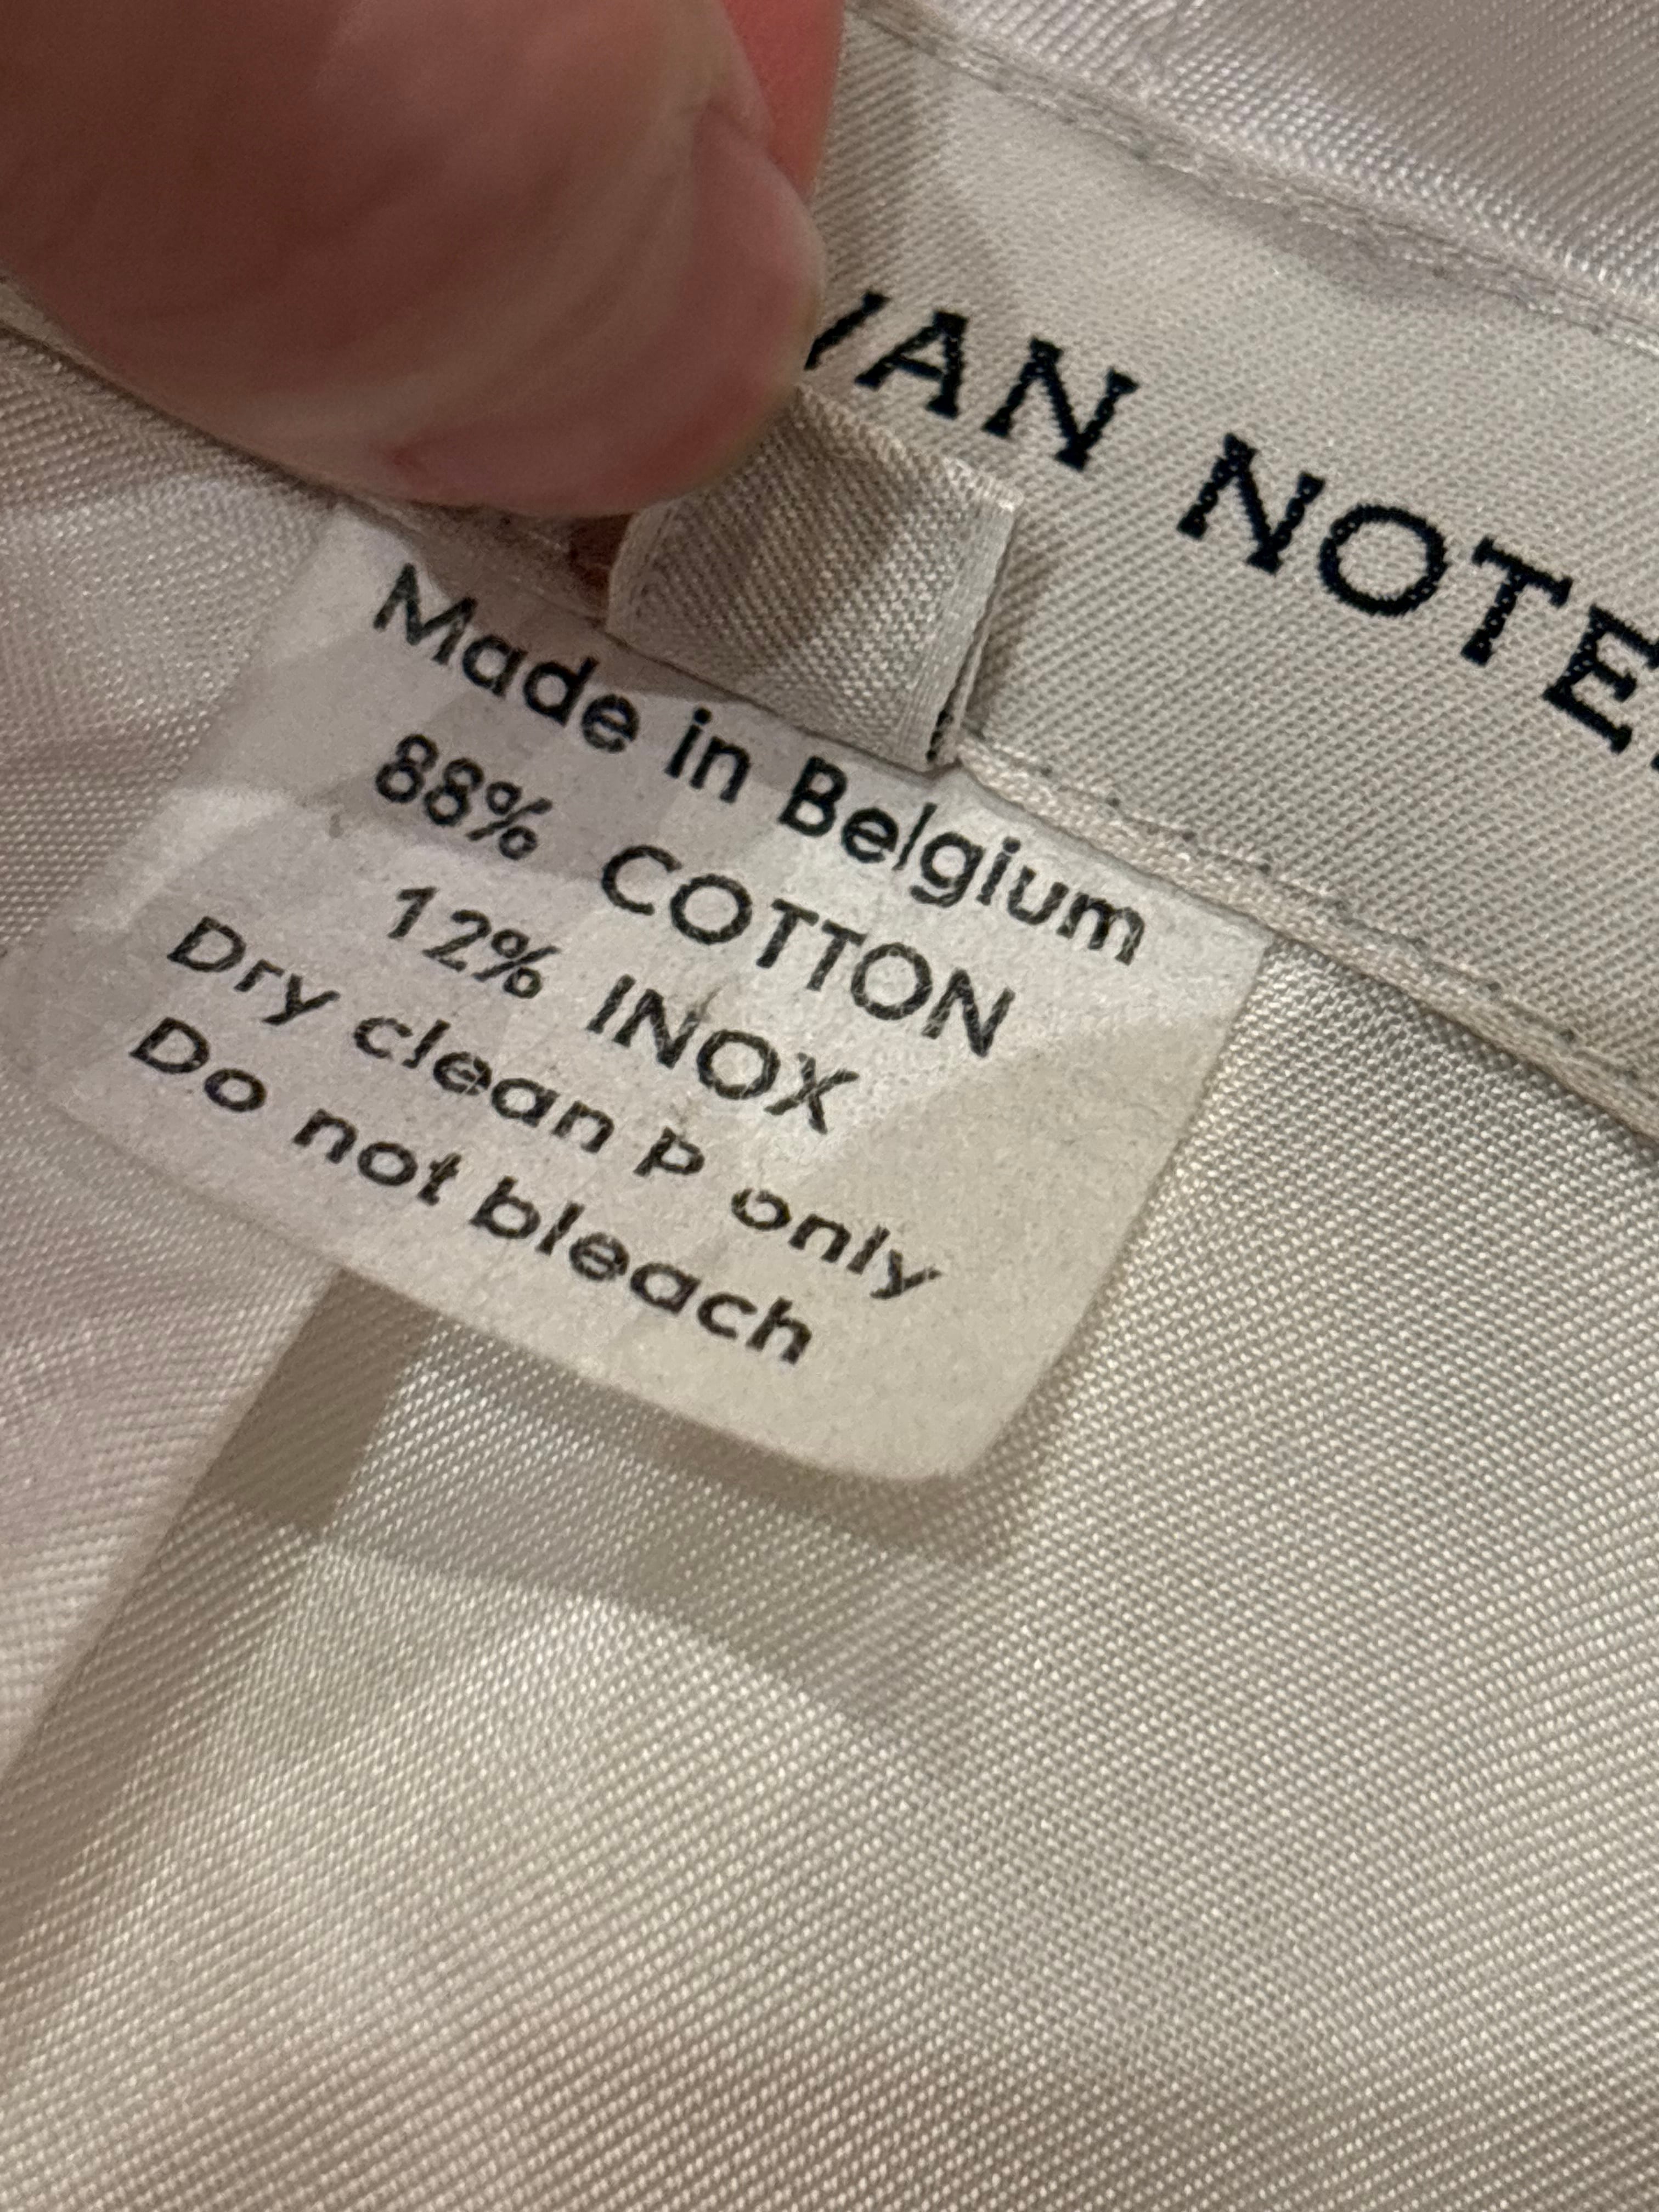 VAN NOTE
Made in Belgium
88% COTTON
12% INOX
Dry clean P only
Do not bleach